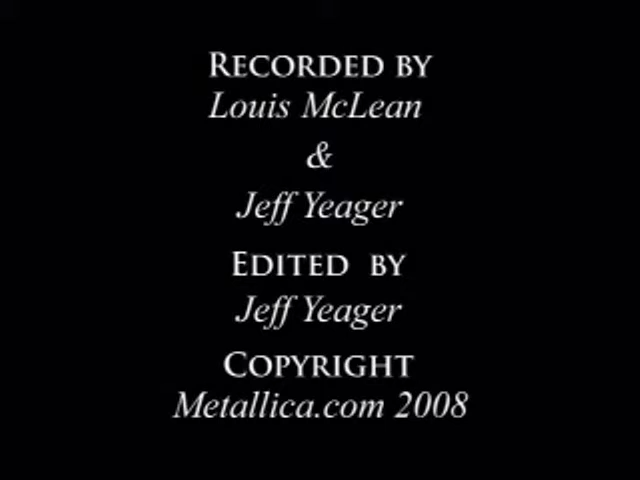 RECORDED BY
Louis McLean
&
Jeff Yeager
EDITED BY
Jeff Yeager
COPYRIGHT
Metallica.com 2008